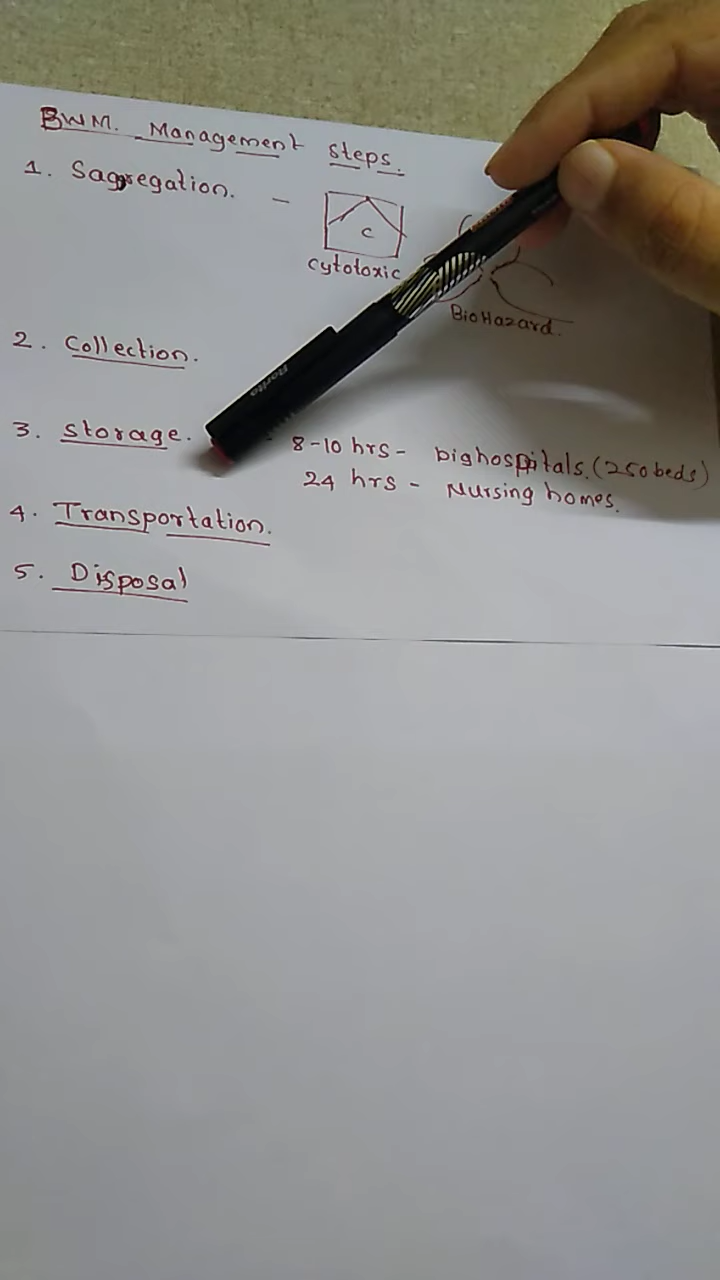 BWM. Management steps.
1. Saggregation. -
C
Cytotoxic
BioHazard.
2. Collection.
3. Storage.
8-10 hrs - big hospitals. (250 beds)
24 hrs - Nursing homes.
4. Transportation.
5. Disposal
Rorito